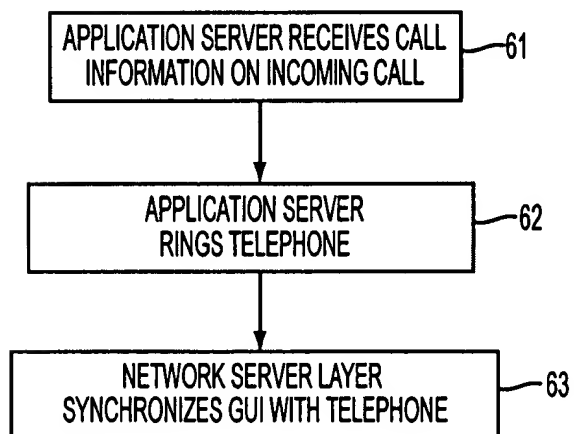 APPLICATION SERVER RECEIVES CALL
INFORMATION ON INCOMING CALL
61
APPLICATION SERVER
RINGS TELEPHONE
62
NETWORK SERVER LAYER
SYNCHRONIZES GUI WITH TELEPHONE
63